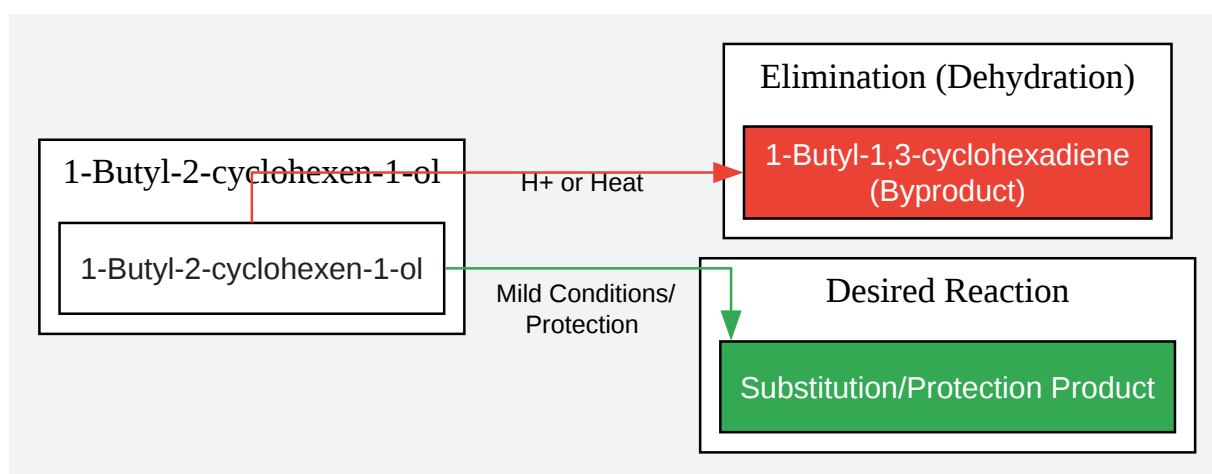 1-Butyl-2-cyclohexen-1-ol
1-Butyl-2-cyclohexen-1-ol
H+ or Heat
Mild Conditions/
Protection
Elimination (Dehydration)
1-Butyl-1,3-cyclohexadiene
(Byproduct)
Desired Reaction
Substitution/Protection Product